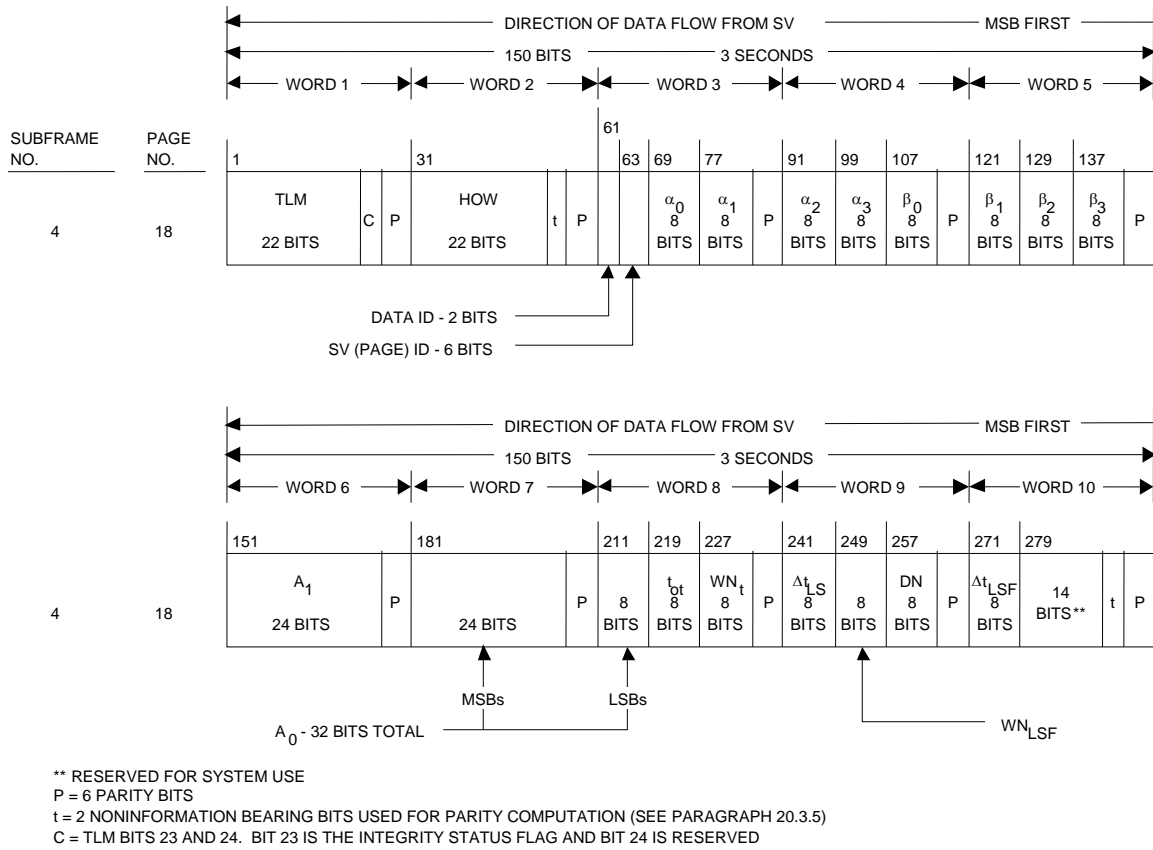 DIRECTION OF DATA FLOW FROM SV MSB FIRST
150 BITS 3 SECONDS
WORD 1 WORD 2 WORD 3 WORD 4 WORD 5
SUBFRAME NO. PAGE NO.
1 31 61 63 69 77 91 99 107 121 129 137
4 18
TLM 22 BITS
C
P
HOW 22 BITS
t
P
α0 8 BITS
α1 8 BITS
P
α2 8 BITS
α3 8 BITS
β0 8 BITS
P
β1 8 BITS
β2 8 BITS
β3 8 BITS
P
DATA ID - 2 BITS
SV (PAGE) ID - 6 BITS
DIRECTION OF DATA FLOW FROM SV MSB FIRST
150 BITS 3 SECONDS
WORD 6 WORD 7 WORD 8 WORD 9 WORD 10
151 181 211 219 227 241 249 257 271 279
4 18
A1 24 BITS
P
24 BITS
P
8 BITS
tot 8 BITS
WNt 8 BITS
P
ΔtLS 8 BITS
8 BITS
DN 8 BITS
P
ΔtLSF 8 BITS
14 BITS**
t
P
MSBs LSBs
A0 - 32 BITS TOTAL
WNLSF
** RESERVED FOR SYSTEM USE
P = 6 PARITY BITS
t = 2 NONINFORMATION BEARING BITS USED FOR PARITY COMPUTATION (SEE PARAGRAPH 20.3.5)
C = TLM BITS 23 AND 24. BIT 23 IS THE INTEGRITY STATUS FLAG AND BIT 24 IS RESERVED